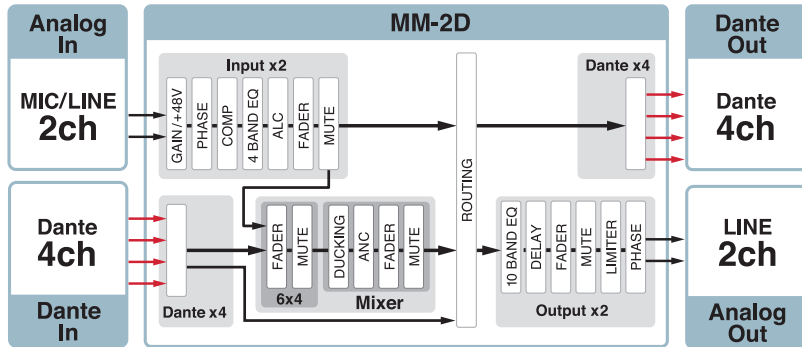 Analog
In
MIC/LINE
2ch
MM-2D
Input x2
GAIN/+48V
PHASE
COMP
4 BAND EQ
ALC
FADER
MUTE
ROUTING
Dante x4
Dante
Out
Dante
4ch
Dante
4ch
Dante
In
Dante x4
FADER
MUTE
6x4
DUCKING
ANC
FADER
MUTE
Mixer
10 BAND EQ
DELAY
FADER
MUTE
LIMITER
PHASE
Output x2
LINE
2ch
Analog
Out